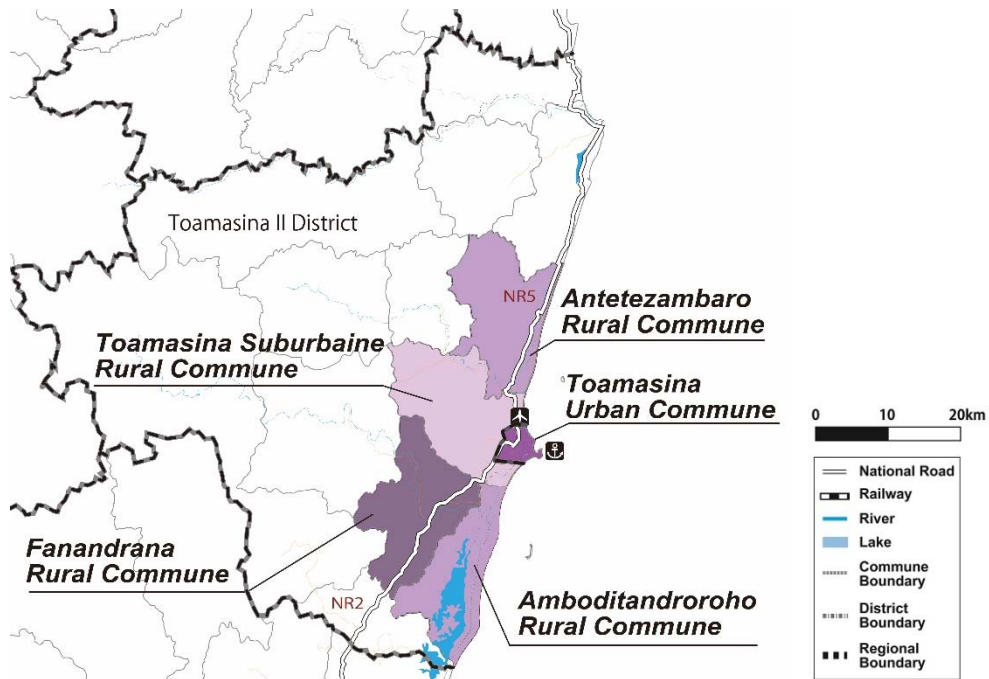 Toamasina II District
NR5
Antetezambaro
Rural Commune
Toamasina Suburbaine
Rural Commune
Toamasina
Urban Commune
Fanandrana
Rural Commune
NR2
Amboditandroroho
Rural Commune
0 10 20km
National Road
Railway
River
Lake
Commune
Boundary
District
Boundary
Regional
Boundary